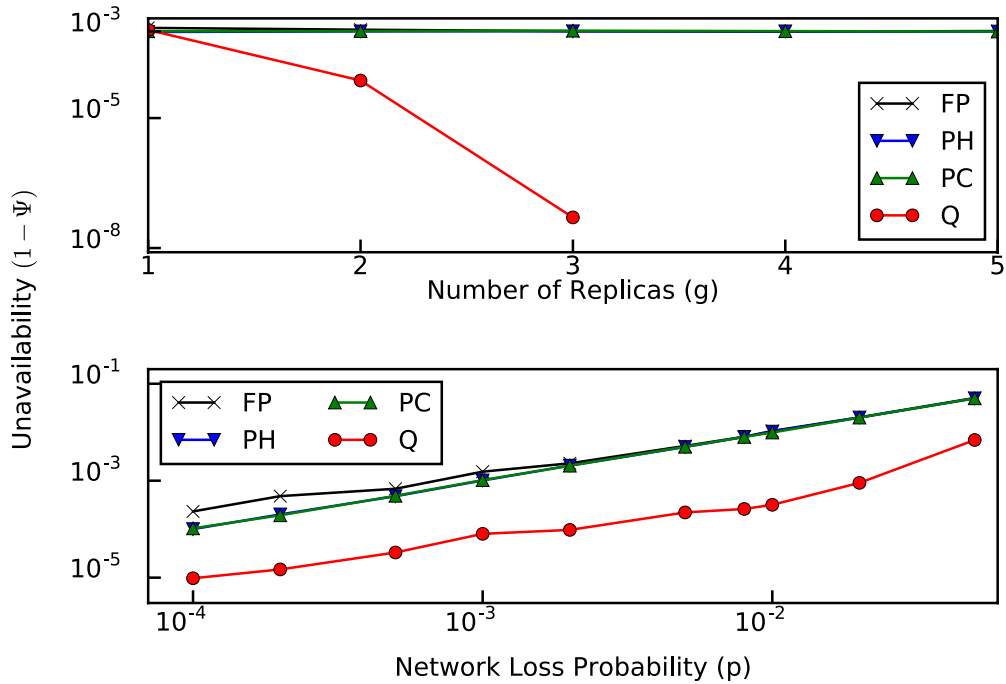 10^-3
10^-5
10^-8
FP
PH
PC
Q
1 2 3 4 5
Number of Replicas (g)
Unavailability (1 − Ψ)
10^-1
10^-3
10^-5
FP PC
PH Q
10^-4 10^-3 10^-2
Network Loss Probability (p)